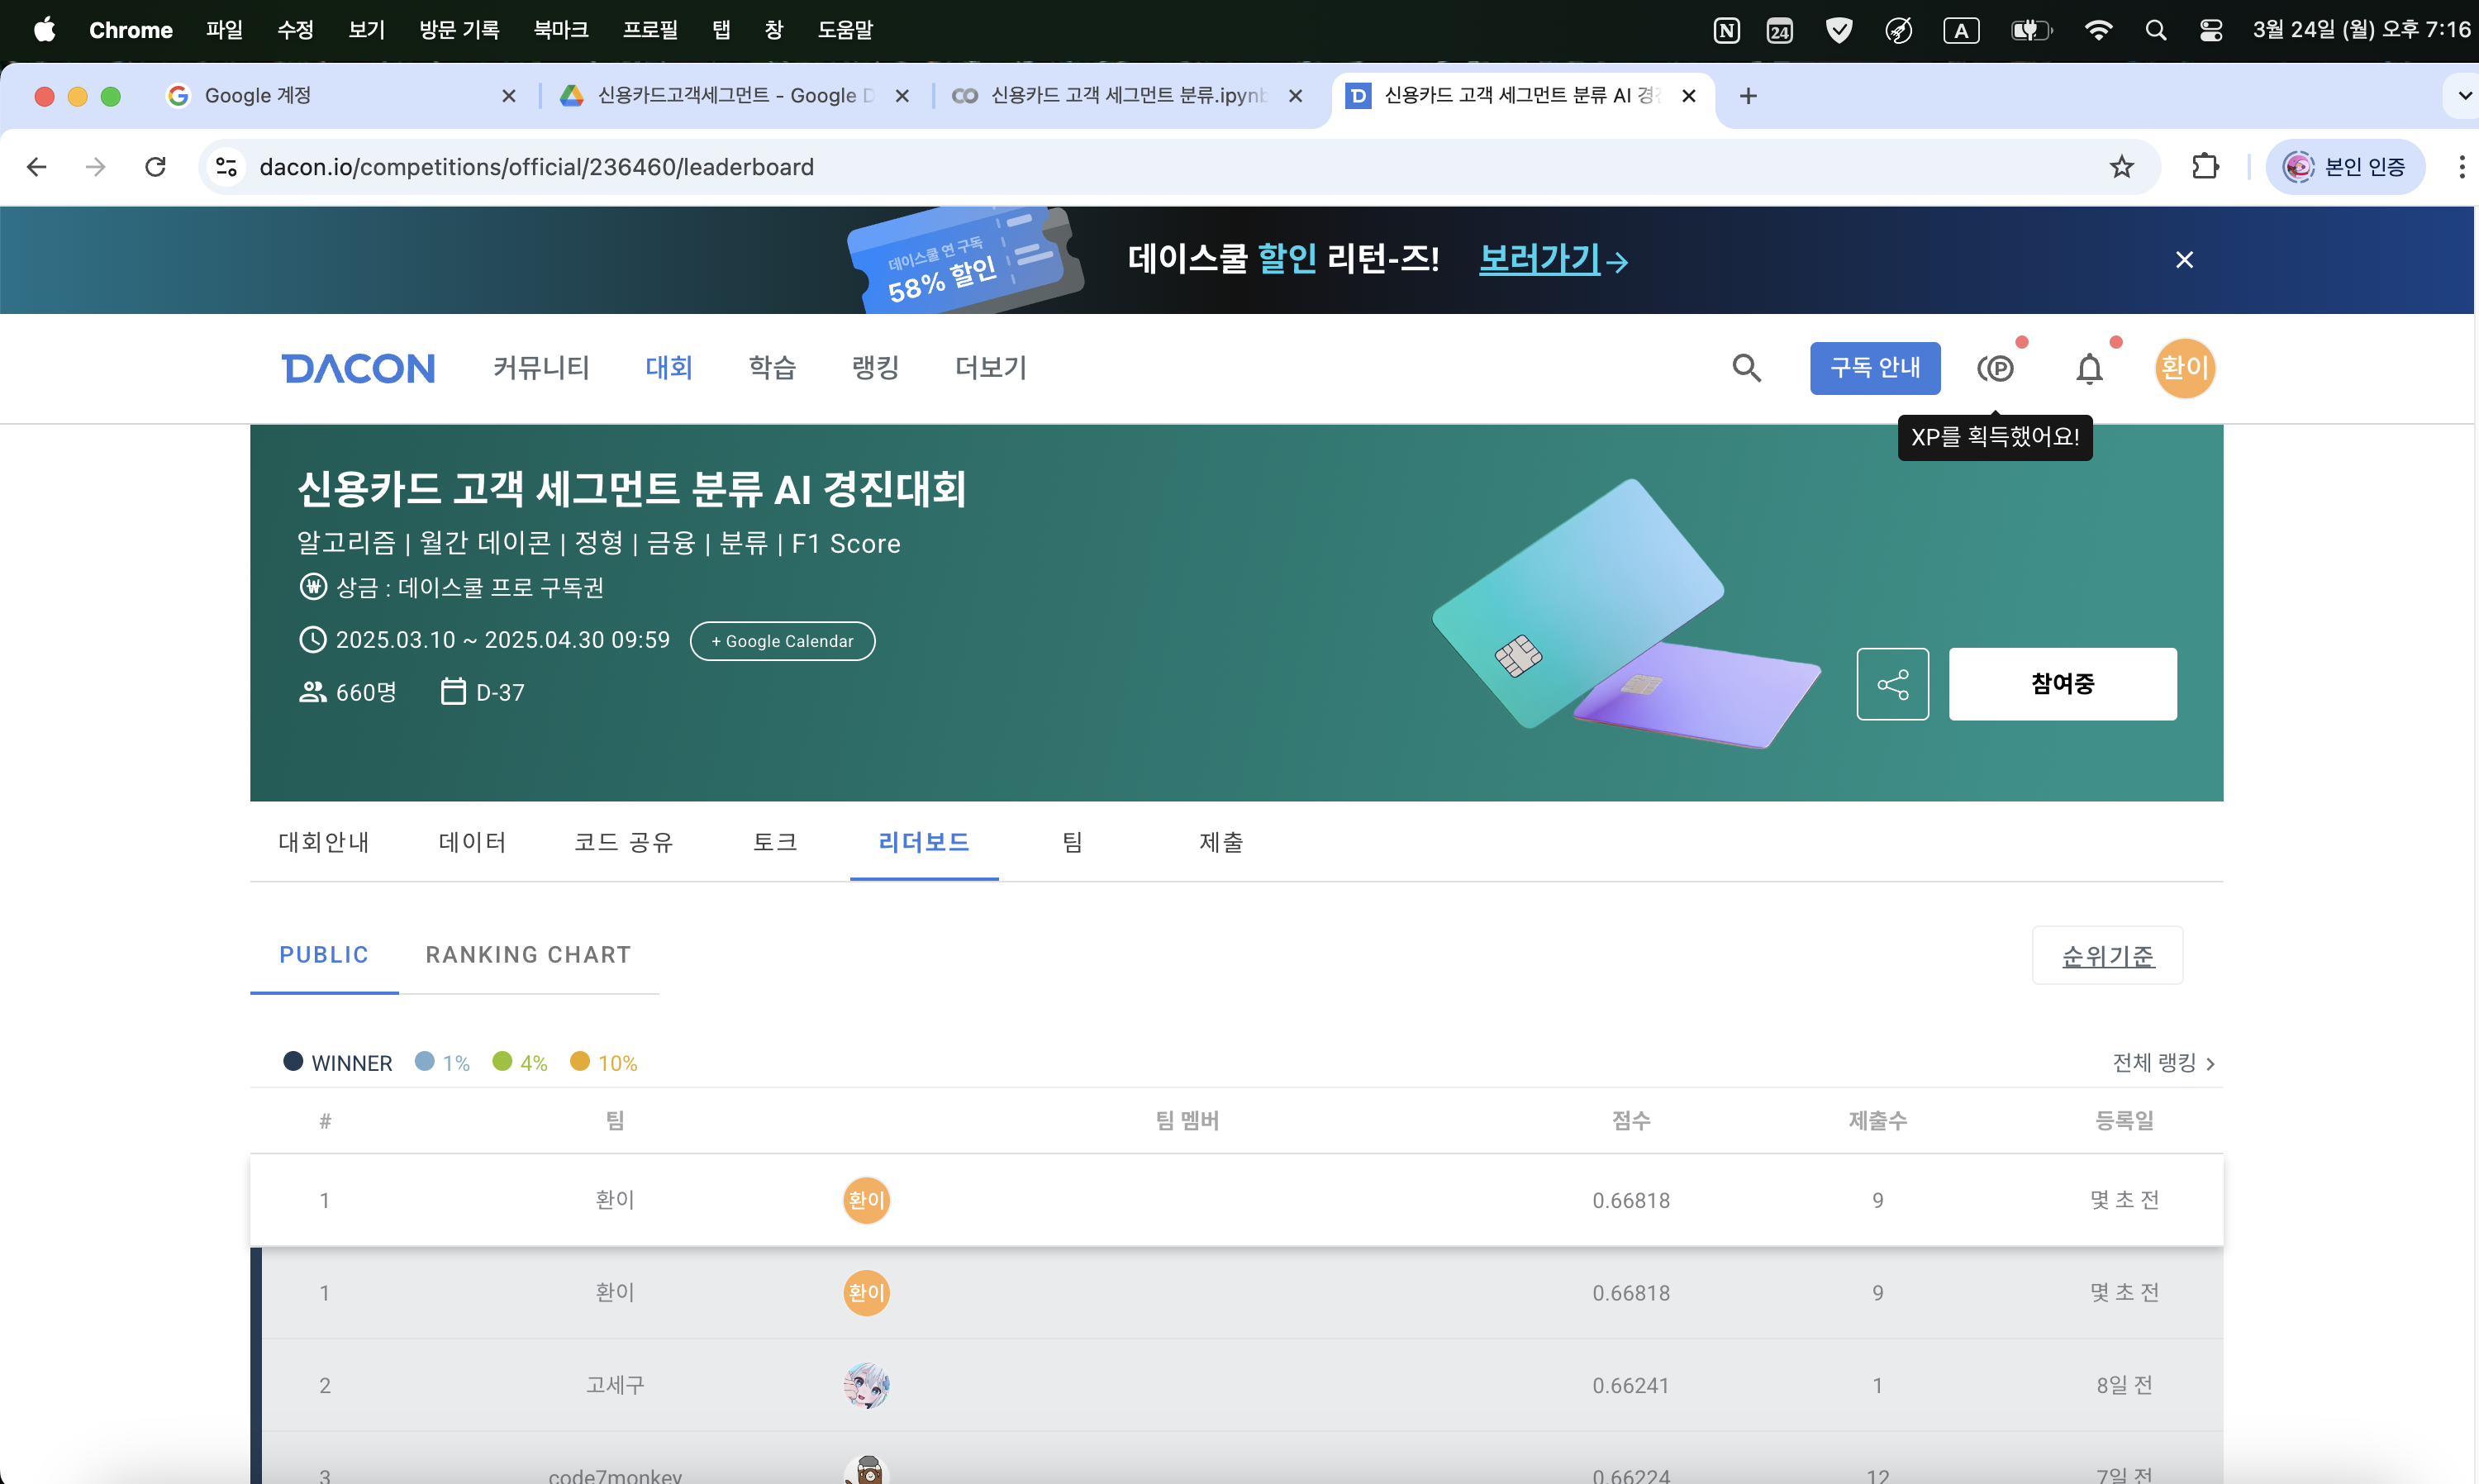 Chrome 파일 수정 보기 방문 기록 북마크 프로필 탭 창 도움말 24 A 3월 24일 (월) 오후 7:16
Google 계정 신용카드고객세그먼트 - Google D 신용카드 고객 세그먼트 분류.ipynb 신용카드 고객 세그먼트 분류 AI 경
dacon.io/competitions/official/236460/leaderboard 본인 인증
데이스쿨 연 구독
58% 할인
데이스쿨 할인 리턴-즈! 보러가기→
DACON 커뮤니티 대회 학습 랭킹 더보기 구독 안내 환이
XP를 획득했어요!
신용카드 고객 세그먼트 분류 AI 경진대회
알고리즘 | 월간 데이콘 | 정형 | 금융 | 분류 | F1 Score
상금 : 데이스쿨 프로 구독권
2025.03.10 ~ 2025.04.30 09:59 + Google Calendar
660명 D-37
참여중
대회안내 데이터 코드 공유 토크 리더보드 팀 제출
PUBLIC RANKING CHART 순위기준
WINNER 1% 4% 10% 전체 랭킹
# 팀 팀 멤버 점수 제출수 등록일
1 환이 환이 0.66818 9 몇 초 전
1 환이 환이 0.66818 9 몇 초 전
2 고세구 0.66241 1 8일 전
3 code7monkey 0.66224 12 7일 전